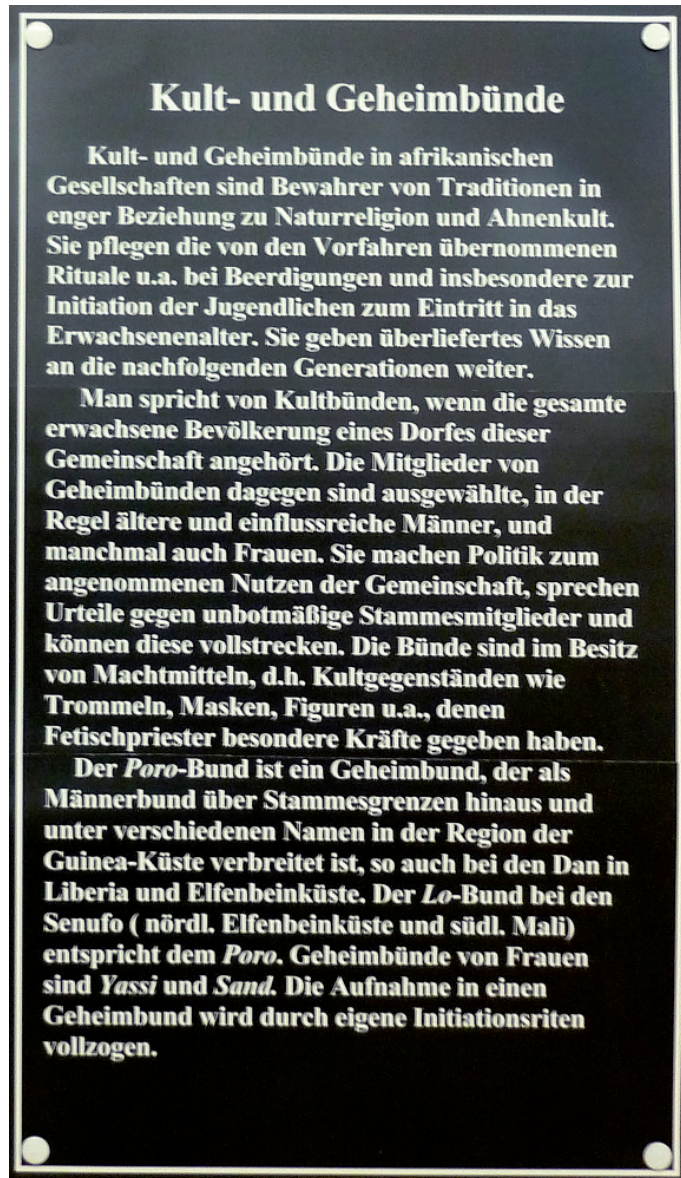 Kult- und Geheimbünde
Kult- und Geheimbünde in afrikanischen
Gesellschaften sind Bewahrer von Traditionen in
enger Beziehung zu Naturreligion und Ahnenkult.
Sie pflegen die von den Vorfahren übernommenen
Rituale u.a. bei Beerdigungen und insbesondere zur
Initiation der Jugendlichen zum Eintritt in das
Erwachsenenalter. Sie geben überliefertes Wissen
an die nachfolgenden Generationen weiter.
Man spricht von Kultbünden, wenn die gesamte
erwachsene Bevölkerung eines Dorfes dieser
Gemeinschaft angehört. Die Mitglieder von
Geheimbünden dagegen sind ausgewählte, in der
Regel ältere und einflussreiche Männer, und
manchmal auch Frauen. Sie machen Politik zum
angenommenen Nutzen der Gemeinschaft, sprechen
Urteile gegen unbotmäßige Stammesmitglieder und
können diese vollstrecken. Die Bünde sind im Besitz
von Machtmitteln, d.h. Kultgegenständen wie
Trommeln, Masken, Figuren u.a., denen
Fetischpriester besondere Kräfte gegeben haben.
Der Poro-Bund ist ein Geheimbund, der als
Männerbund über Stammesgrenzen hinaus und
unter verschiedenen Namen in der Region der
Guinea-Küste verbreitet ist, so auch bei den Dan in
Liberia und Elfenbeinküste. Der Lo-Bund bei den
Senufo ( nördl. Elfenbeinküste und südl. Mali)
entspricht dem Poro. Geheimbünde von Frauen
sind Yassi und Sand. Die Aufnahme in einen
Geheimbund wird durch eigene Initiationsriten
vollzogen.